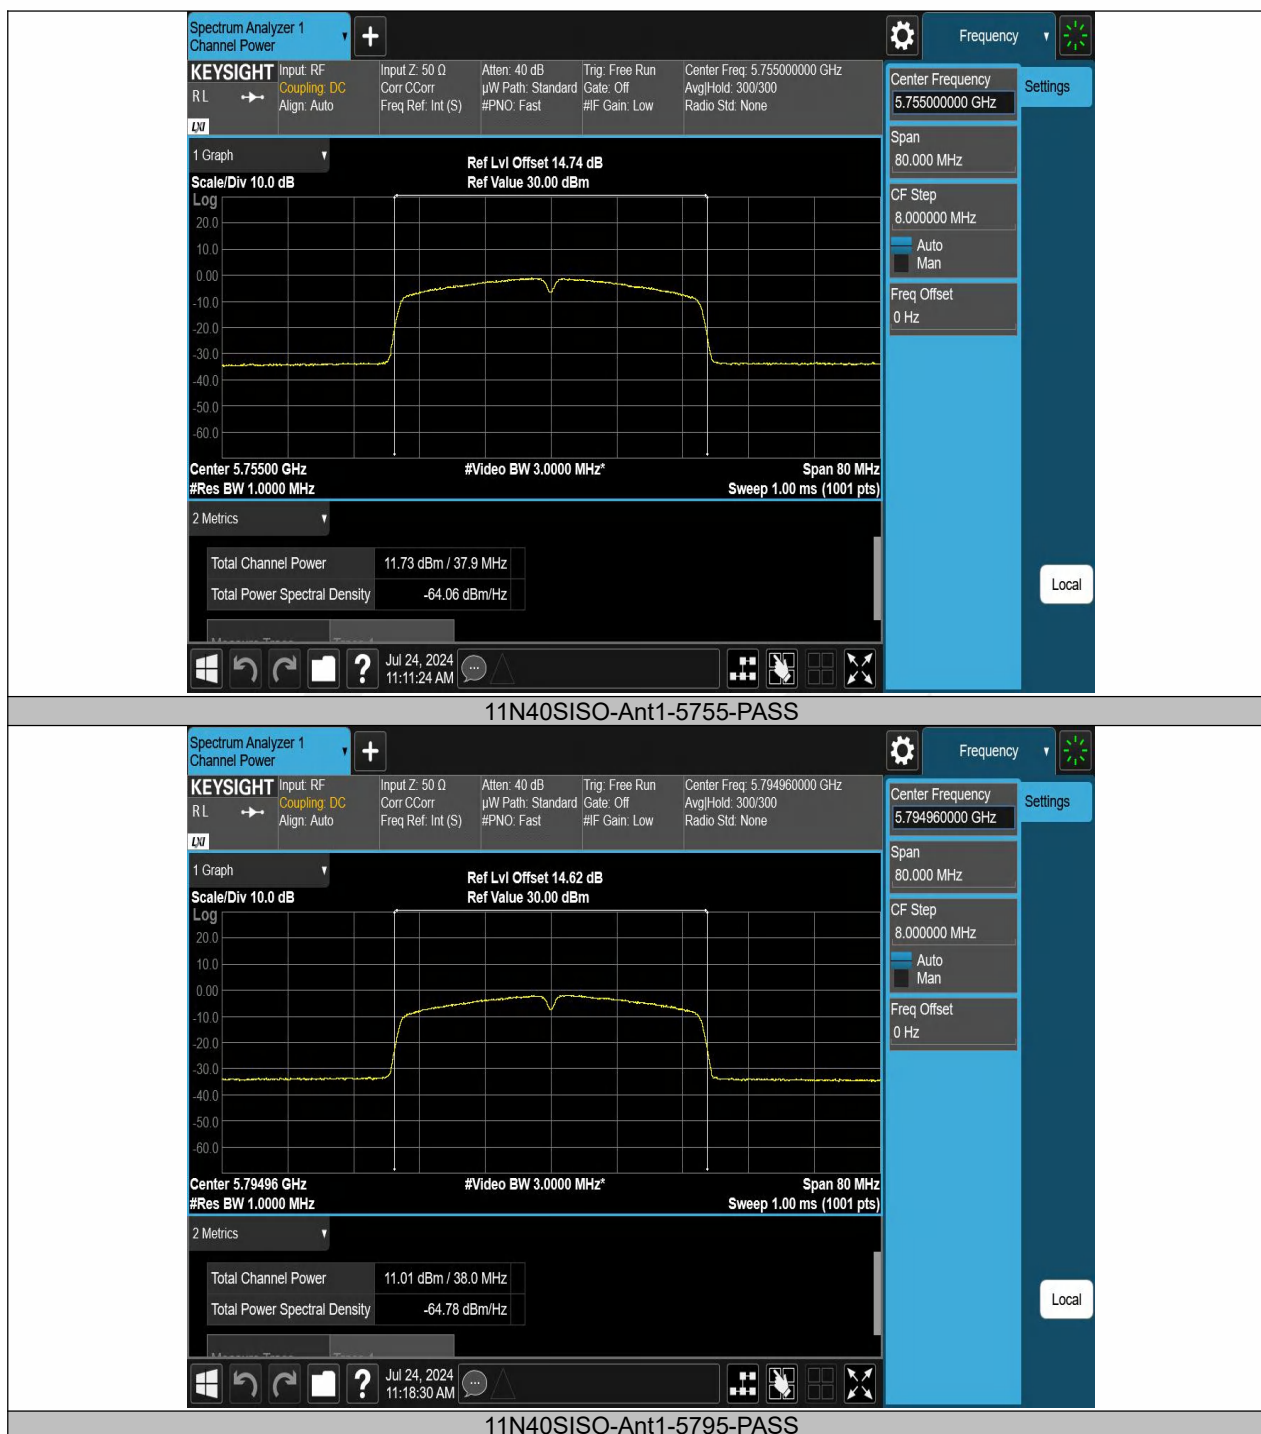 Spectrum Analyzer 1
Channel Power
+
Frequency
KEYSIGHT
Input: RF
Coupling: DC
Align: Auto
Input Z: 50 Ω
Corr CCorr
Freq Ref: Int (S)
Atten: 40 dB
µW Path: Standard
#PNO: Fast
Trig: Free Run
Gate: Off
#IF Gain: Low
Center Freq: 5.755000000 GHz
Avg|Hold: 300/300
Radio Std: None
RL
LXI
Center Frequency
5.755000000 GHz
Settings
Span
80.000 MHz
CF Step
8.000000 MHz
Auto
Man
Freq Offset
0 Hz
1 Graph
Scale/Div 10.0 dB
Ref Lvl Offset 14.74 dB
Ref Value 30.00 dBm
Log
20.0
10.0
0.00
-10.0
-20.0
-30.0
-40.0
-50.0
-60.0
Center 5.75500 GHz
#Video BW 3.0000 MHz*
Span 80 MHz
#Res BW 1.0000 MHz
Sweep 1.00 ms (1001 pts)
2 Metrics
Total Channel Power 11.73 dBm / 37.9 MHz
Total Power Spectral Density -64.06 dBm/Hz
Local
?
Jul 24, 2024
11:11:24 AM
11N40SISO-Ant1-5755-PASS
Spectrum Analyzer 1
Channel Power
+
Frequency
KEYSIGHT
Input: RF
Coupling: DC
Align: Auto
Input Z: 50 Ω
Corr CCorr
Freq Ref: Int (S)
Atten: 40 dB
µW Path: Standard
#PNO: Fast
Trig: Free Run
Gate: Off
#IF Gain: Low
Center Freq: 5.794960000 GHz
Avg|Hold: 300/300
Radio Std: None
RL
LXI
Center Frequency
5.794960000 GHz
Settings
Span
80.000 MHz
CF Step
8.000000 MHz
Auto
Man
Freq Offset
0 Hz
1 Graph
Scale/Div 10.0 dB
Ref Lvl Offset 14.62 dB
Ref Value 30.00 dBm
Log
20.0
10.0
0.00
-10.0
-20.0
-30.0
-40.0
-50.0
-60.0
Center 5.79496 GHz
#Video BW 3.0000 MHz*
Span 80 MHz
#Res BW 1.0000 MHz
Sweep 1.00 ms (1001 pts)
2 Metrics
Total Channel Power 11.01 dBm / 38.0 MHz
Total Power Spectral Density -64.78 dBm/Hz
Local
?
Jul 24, 2024
11:18:30 AM
11N40SISO-Ant1-5795-PASS